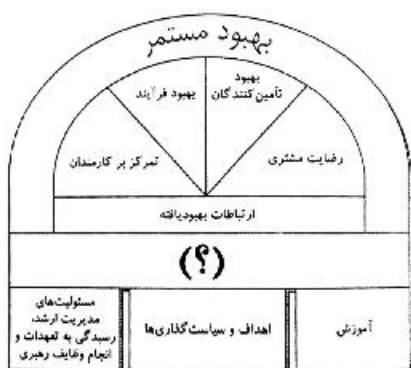 بهبود مستمر
بهبود
تأمین‌کنندگان
بهبود فرآیند
رضایت مشتری
تمرکز بر کارمندان
ارتباطات بهبودیافته
(؟)
آموزش
اهداف و سیاست‌گذاری‌ها
مسئولیت‌های
مدیریت ارشد،
رسیدگی به تعهدات و
انجام وظایف رهبری